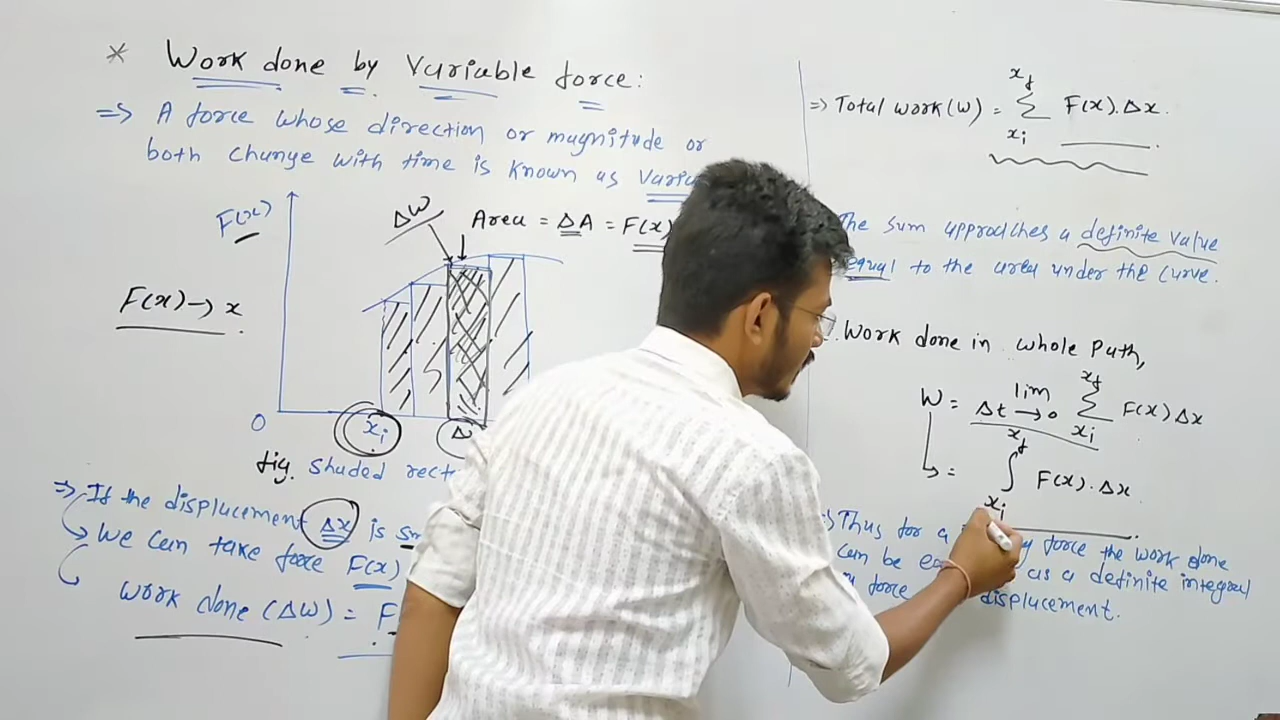 * Work done by Variable force:
=> A force whose direction or magnitude or
both change with time is known as
F(x)
ΔW
Area = ΔA = F(x)
F(x) → x
O
xi
fig. shaded
=> If the displacement Δx is
We can take force F(x)
work done (ΔW) =
=> Total work (W) = xf Σ xi F(x).Δx.
The sum approaches a definite value
equal to the area under the curve.
Work done in whole Path,
W = lim Δt → 0 xf Σ xi F(x) Δx
= xf ∫ xi F(x).Δx
=> Thus for a force the work done
can be as a definite integral
force displacement.